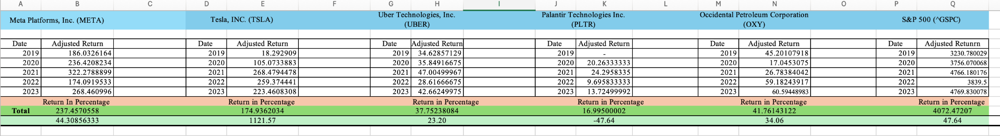 A B C D E F G H I J K L M N O P Q
Meta Platforms, Inc. (META) Tesla, INC. (TSLA) Uber Technologies, Inc. (UBER) Palantir Technologies Inc. (PLTR) Occidental Petroleum Corporation (OXY) S&P 500 (^GSPC)
Date Adjusted Return Date Adjusted Return Date Adjusted Return Date Adjusted Return Date Adjusted Return Date Adjusted Retunrn
2019 186.0326164 2019 18.292909 2019 34.62857129 2019 - 2019 45.20107918 2019 3230.780029
2020 236.4208234 2020 105.0733883 2020 35.84916675 2020 20.26333333 2020 17.0453075 2020 3756.070068
2021 322.2788899 2021 268.4794478 2021 47.00499967 2021 24.2958335 2021 26.78384042 2021 4766.180176
2022 174.0919533 2022 259.374441 2022 28.61666675 2022 9.695833333 2022 59.18243917 2022 3839.5
2023 268.460996 2023 223.4608308 2023 42.66249975 2023 13.72499992 2023 60.59448983 2023 4769.830078
Return In Percentage Return in Percentage Return in Percentage Return in Percentage Return in Percentage Return in Percentage
Total 237.4570558 174.9362034 37.75238084 16.99500002 41.76143122 4072.47207
44.30856333 1121.57 23.20 -47.64 34.06 47.64